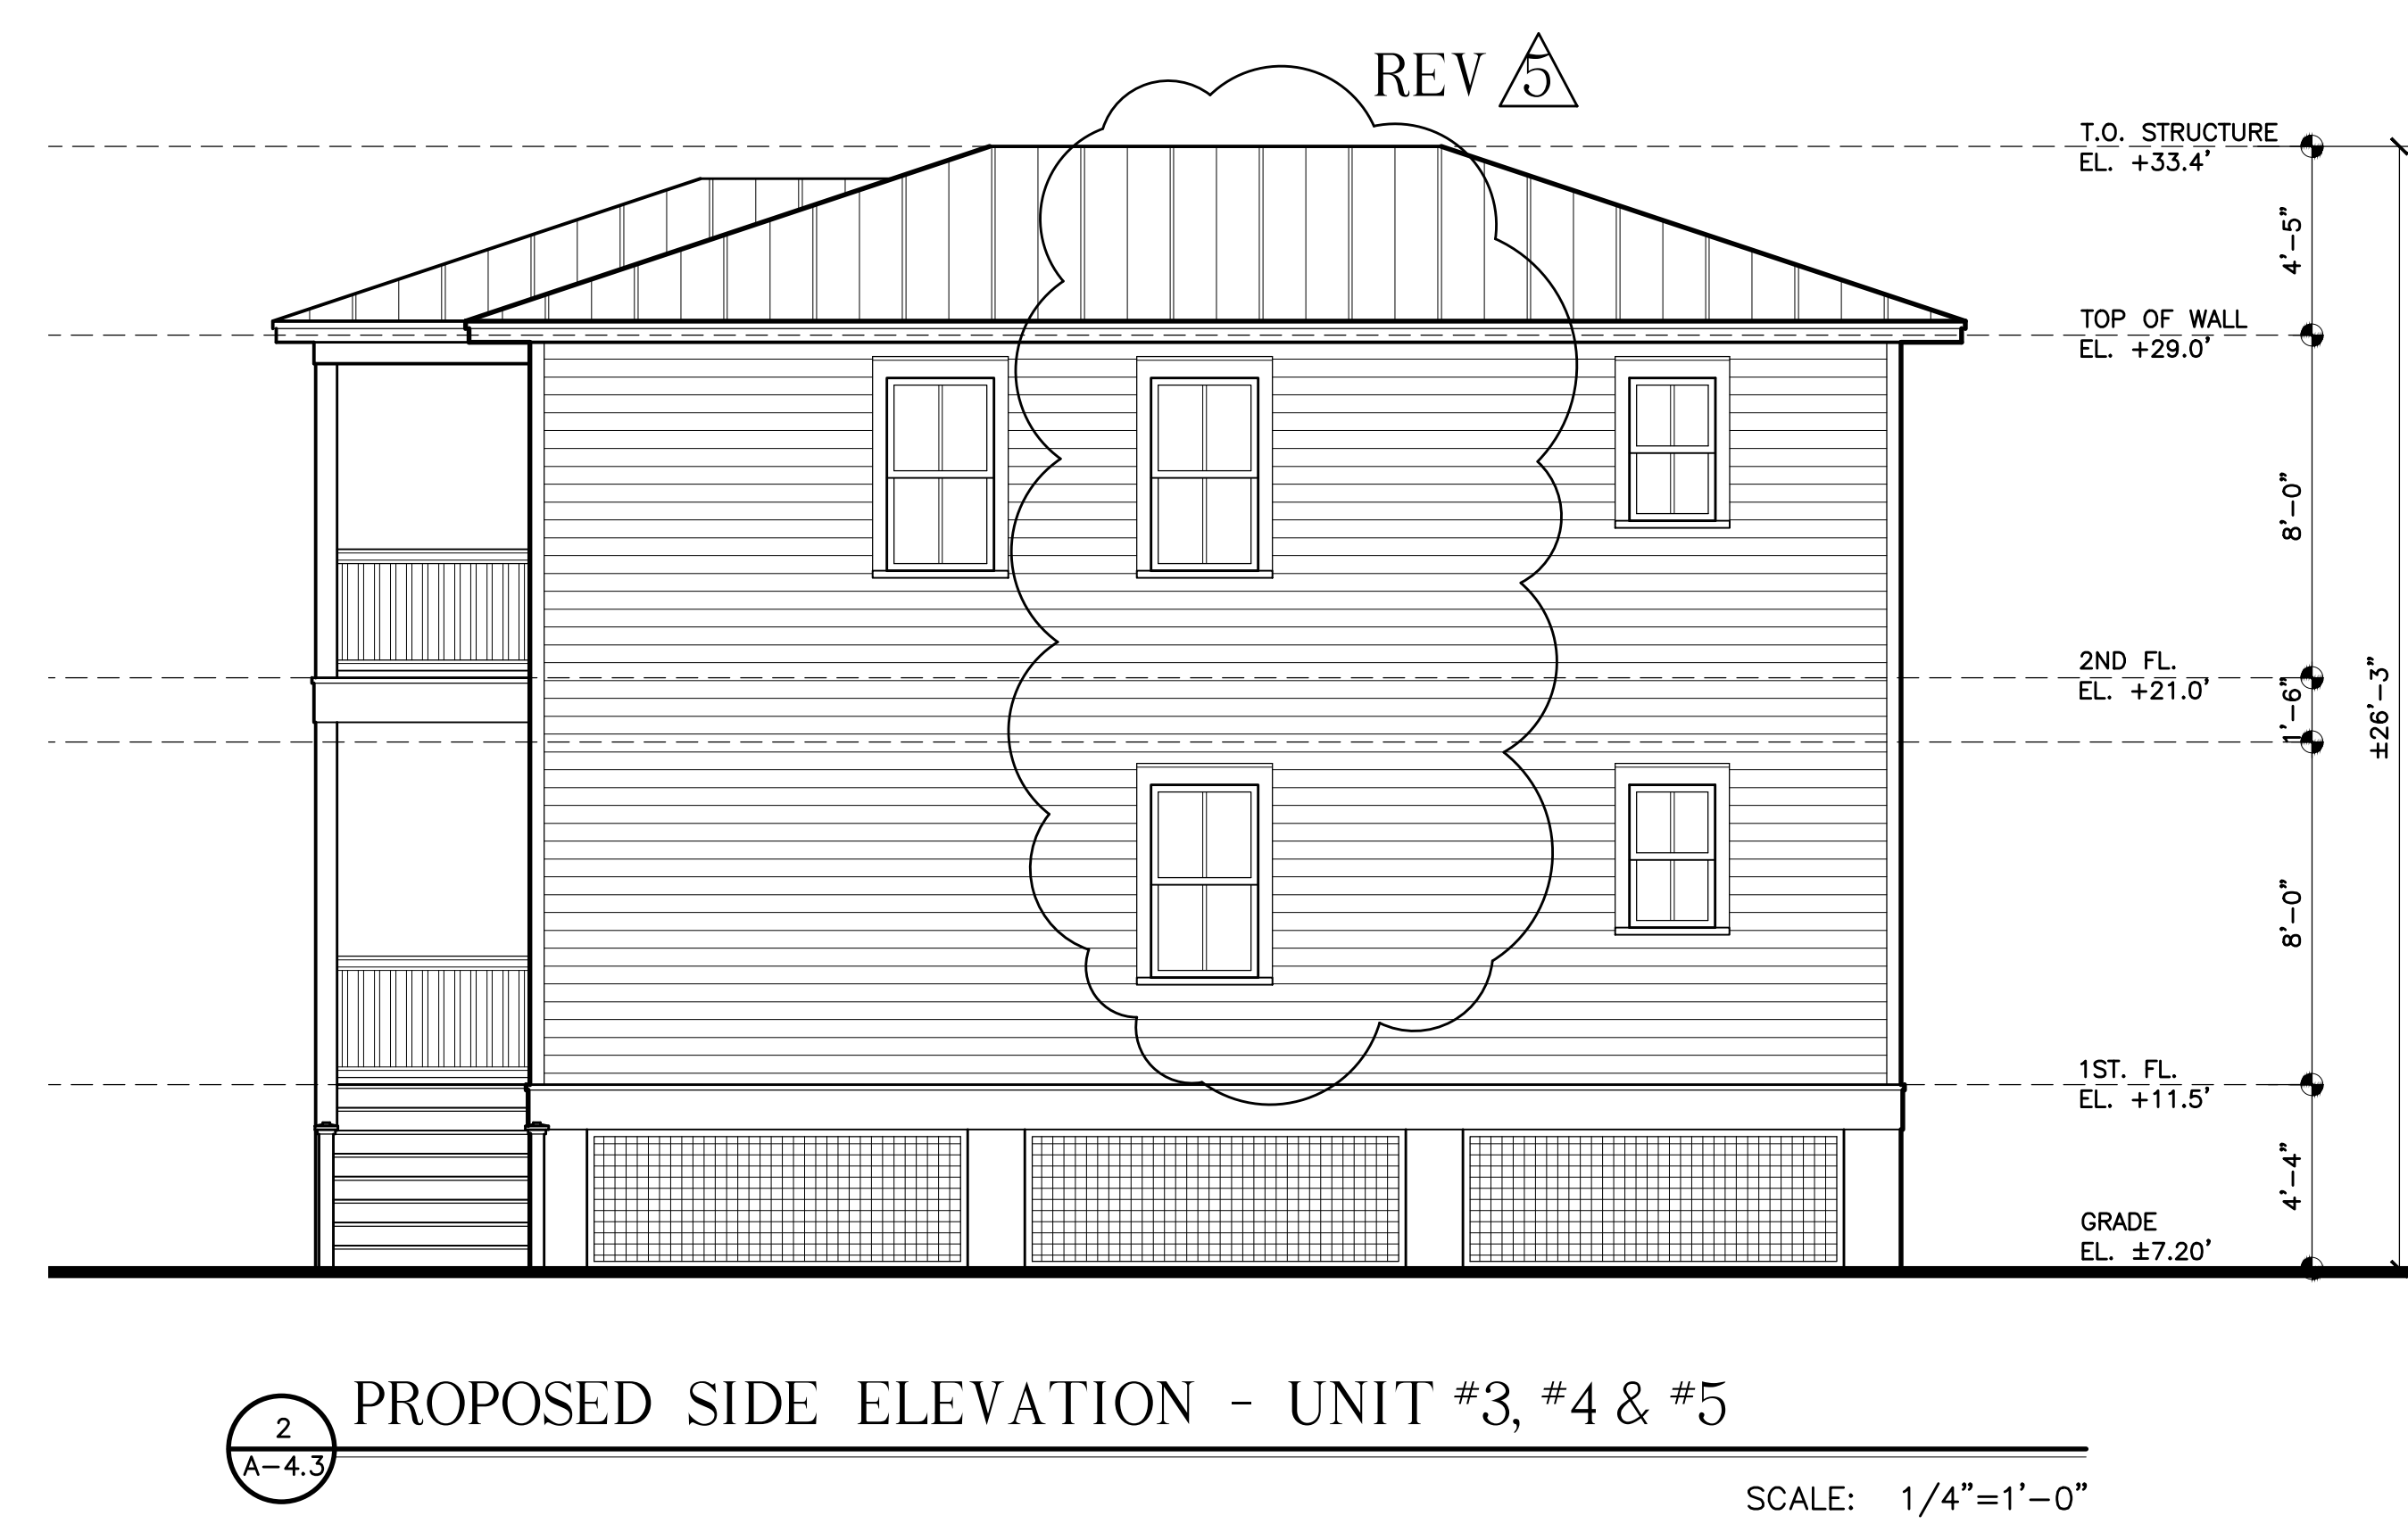 REV 5
T.O. STRUCTURE
EL. +33.4'
4'-5"
TOP OF WALL
EL. +29.0'
8'-0"
2ND FL.
EL. +21.0'
1'-6"
±26'-3"
8'-0"
1ST. FL.
EL. +11.5'
4'-4"
GRADE
EL. ±7.20'
2
A-4.3
PROPOSED SIDE ELEVATION - UNIT #3, #4 & #5
SCALE: 1/4"=1'-0"